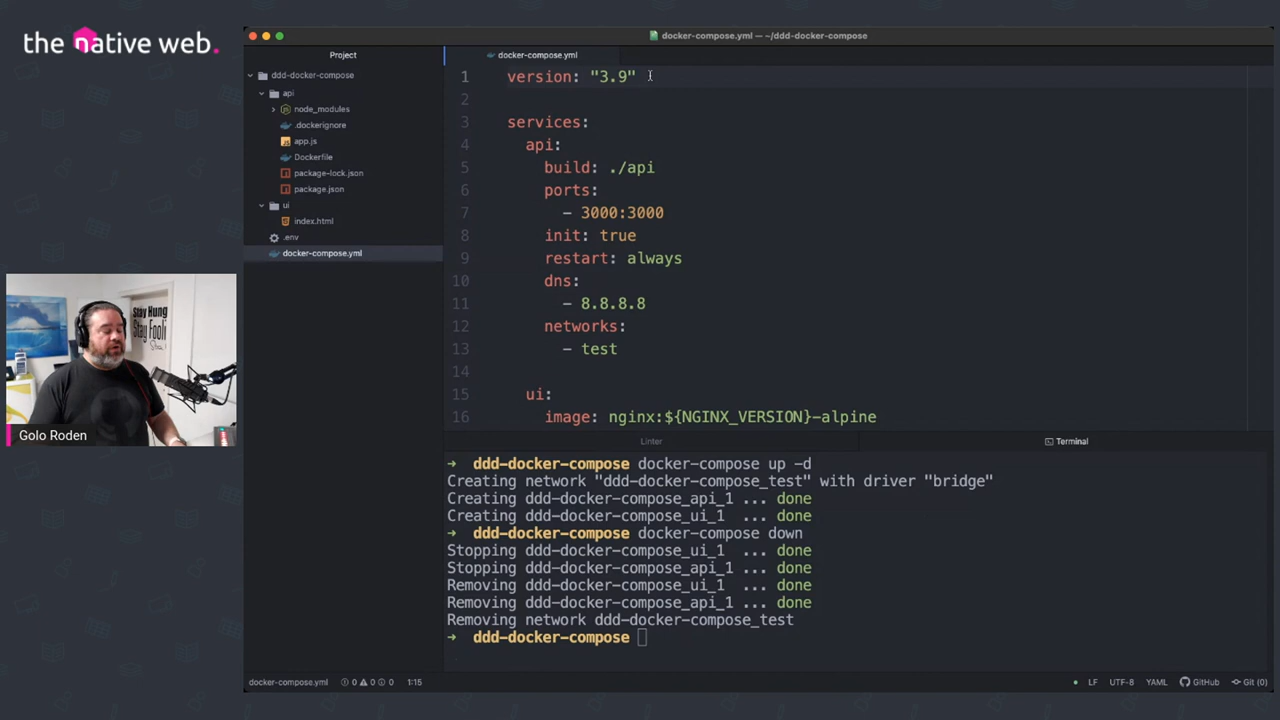 the native web.
docker-compose.yml — ~/ddd-docker-compose
Project
ddd-docker-compose
api
node_modules
.dockerignore
app.js
Dockerfile
package-lock.json
package.json
ui
index.html
.env
docker-compose.yml
docker-compose.yml
1 version: "3.9"
2
3 services:
4 api:
5 build: ./api
6 ports:
7 - 3000:3000
8 init: true
9 restart: always
10 dns:
11 - 8.8.8.8
12 networks:
13 - test
14
15 ui:
16 image: nginx:${NGINX_VERSION}-alpine
Linter
Terminal
→ ddd-docker-compose docker-compose up -d
Creating network "ddd-docker-compose_test" with driver "bridge"
Creating ddd-docker-compose_api_1 ... done
Creating ddd-docker-compose_ui_1 ... done
→ ddd-docker-compose docker-compose down
Stopping ddd-docker-compose_ui_1 ... done
Stopping ddd-docker-compose_api_1 ... done
Removing ddd-docker-compose_ui_1 ... done
Removing ddd-docker-compose_api_1 ... done
Removing network ddd-docker-compose_test
→ ddd-docker-compose
docker-compose.yml 0 0 0 1:15
LF UTF-8 YAML GitHub Git (0)
Stay Hung
Stay Fooli
Golo Roden